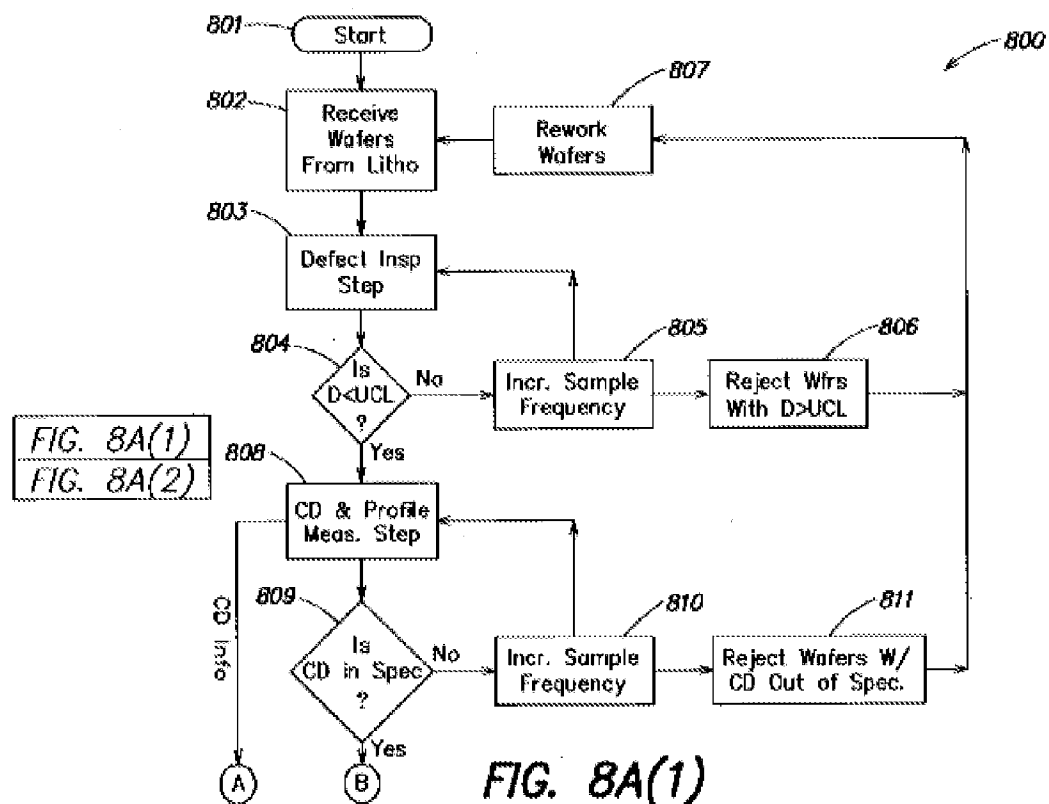 801
Start
800
802
Receive
Wafers
From Litho
807
Rework
Wafers
803
Defect Insp
Step
804
Is
D<UCL
?
No
Yes
805
Incr. Sample
Frequency
806
Reject Wfrs
With D>UCL
FIG. 8A(1)
FIG. 8A(2)
808
CD & Profile
Meas. Step
CD Info
809
Is
CD in Spec
?
No
Yes
810
Incr. Sample
Frequency
811
Reject Wafers W/
CD Out of Spec.
A
B
FIG. 8A(1)